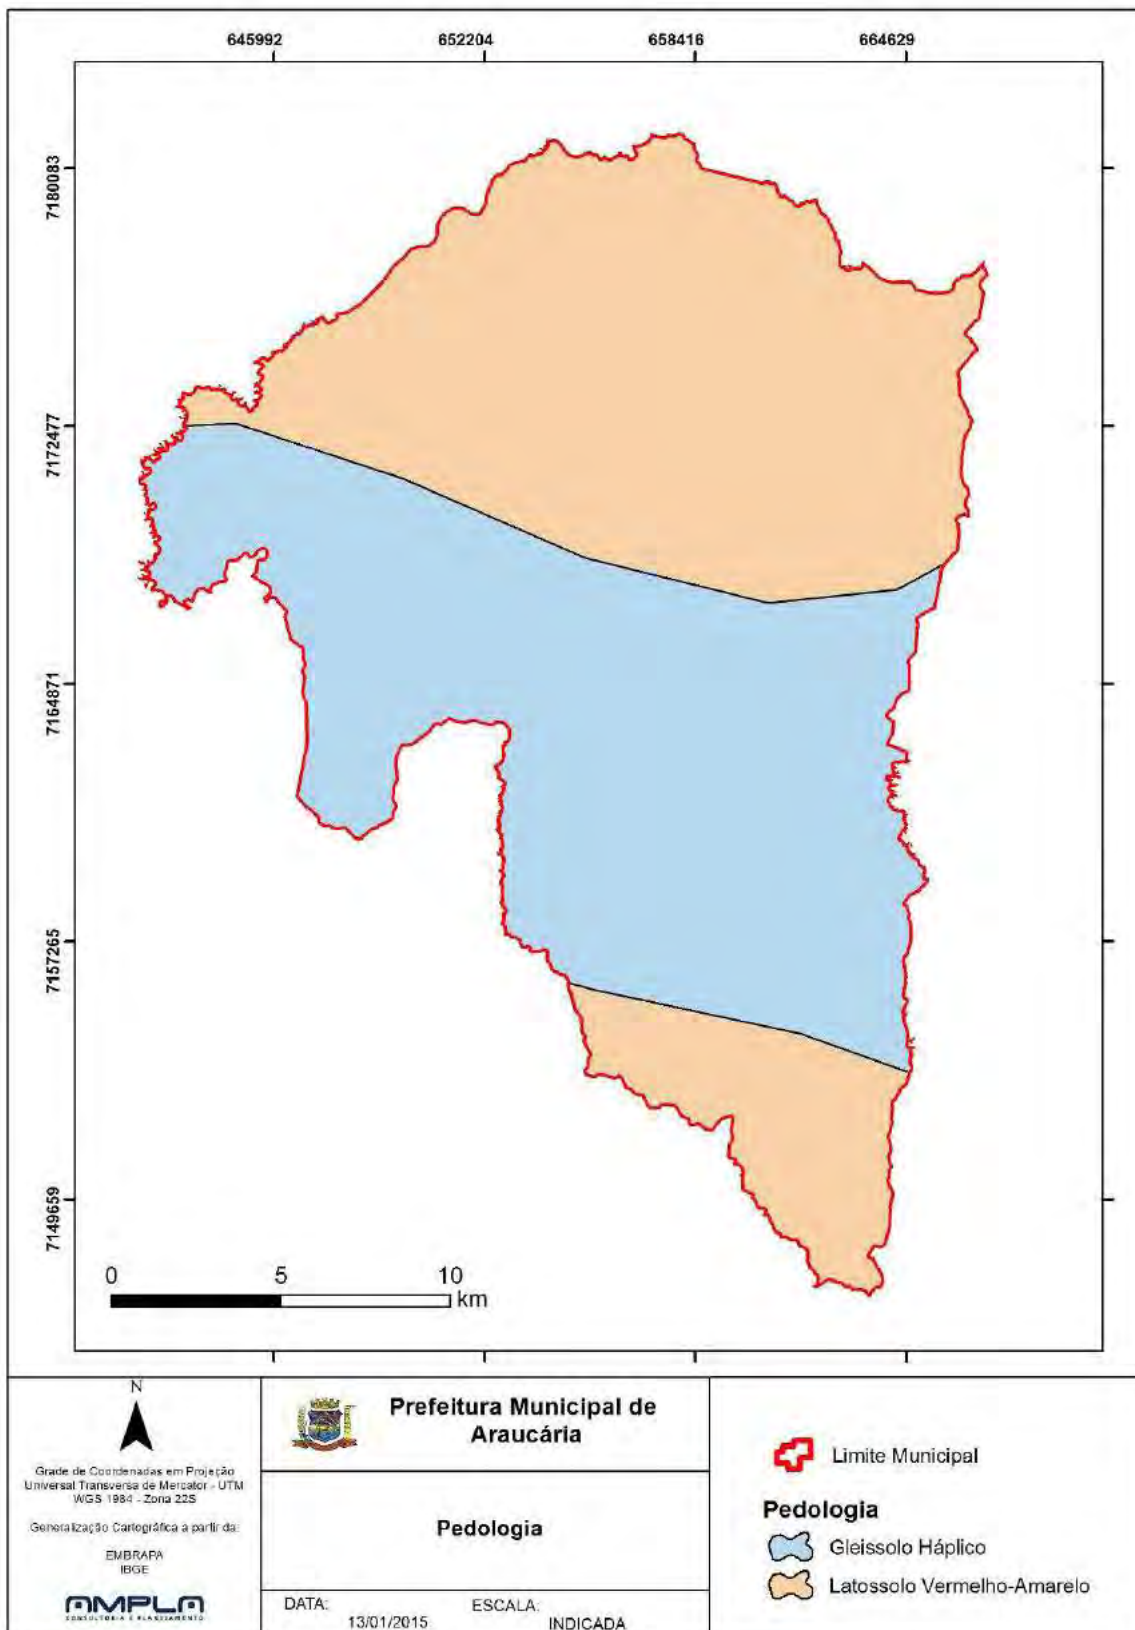 645992 652204 658416 664629
7180083
7172477
7164871
7157265
7149659
0 5 10
km
N
Grade de Coordenadas em Projeção
Universal Transversa de Mercator - UTM
WGS 1984 - Zona 22S
Generalização Cartográfica a partir da:
EMBRAPA
IBGE
AMPLA
CONSULTORIA E PLANEJAMENTO
Prefeitura Municipal de
Araucária
Pedologia
DATA: ESCALA:
13/01/2015 INDICADA
Limite Municipal
Pedologia
Gleissolo Háplico
Latossolo Vermelho-Amarelo